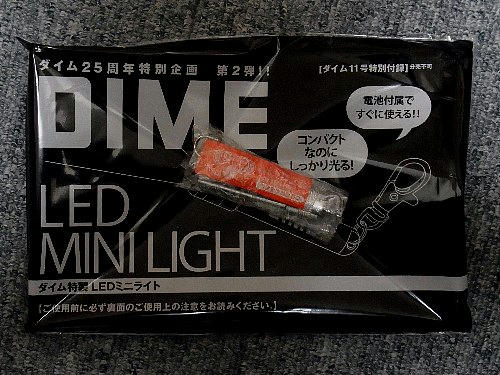 ダイム25周年特別企画 第2弾!!
[ダイム11号特別付録]分売不可
DIME
電池付属で
すぐに使える!!
コンパクト
なのに
しっかり光る!
LED
MINI LIGHT
ダイム特製 LEDミニライト
【ご使用前に必ず裏面のご使用上の注意をお読みください。】